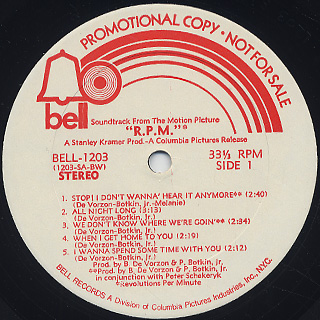 PROMOTIONAL COPY • NOT FOR SALE
bell
Soundtrack From The Motion Picture
"R.P.M."*
A Stanley Kramer Prod.-A Columbia Pictures Release
BELL-1203
(1203-SA-BW)
STEREO
33⅓ RPM
SIDE 1
1. STOP! I DON'T WANNA' HEAR IT ANYMORE** (2:40)
(De Vorzon-Botkin, Jr.-Melanie)
2. ALL NIGHT LONG (3:13)
(De Vorzon-Botkin, Jr.)
3. WE DON'T KNOW WHERE WE'RE GOIN'** (2:34)
(De Vorzon-Botkin, Jr.)
4. WHEN I GET HOME TO YOU (2:19)
(De Vorzon-Botkin, Jr.)
5. I WANNA SPEND SOME TIME WITH YOU (2:12)
(De Vorzon-Botkin, Jr.)
Prod. by B. De Vorzon & P. Botkin, Jr.
**Prod. by B. De Vorzon & P. Botkin, Jr.
in conjunction with Peter Schekeryk
*Revolutions Per Minute
BELL RECORDS A Division of Columbia Pictures Industries, Inc., N.Y.C.